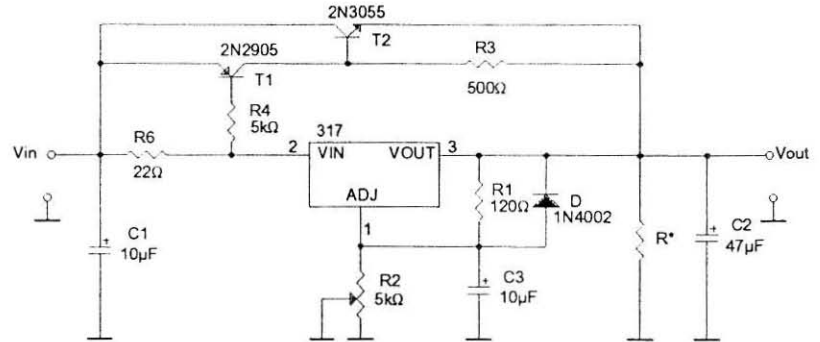 2N3055
T2
2N2905
T1
R3
500Ω
R4
5kΩ
R6
22Ω
Vin
317
2
VIN
VOUT
3
ADJ
1
R1
120Ω
D
1N4002
Vout
+
C1
10µF
R2
5kΩ
+
C3
10µF
R*
+
C2
47µF